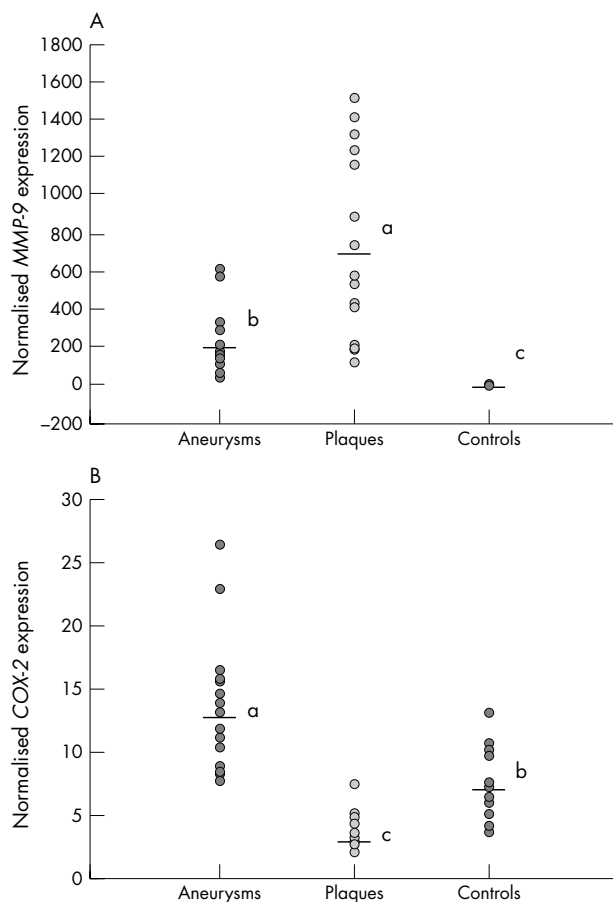 A
1800
1600
1400
1200
1000
800
600
400
200
0
–200
Normalised MMP-9 expression
b
a
c
Aneurysms Plaques Controls
B
30
25
20
15
10
5
0
Normalised COX-2 expression
a
c
b
Aneurysms Plaques Controls